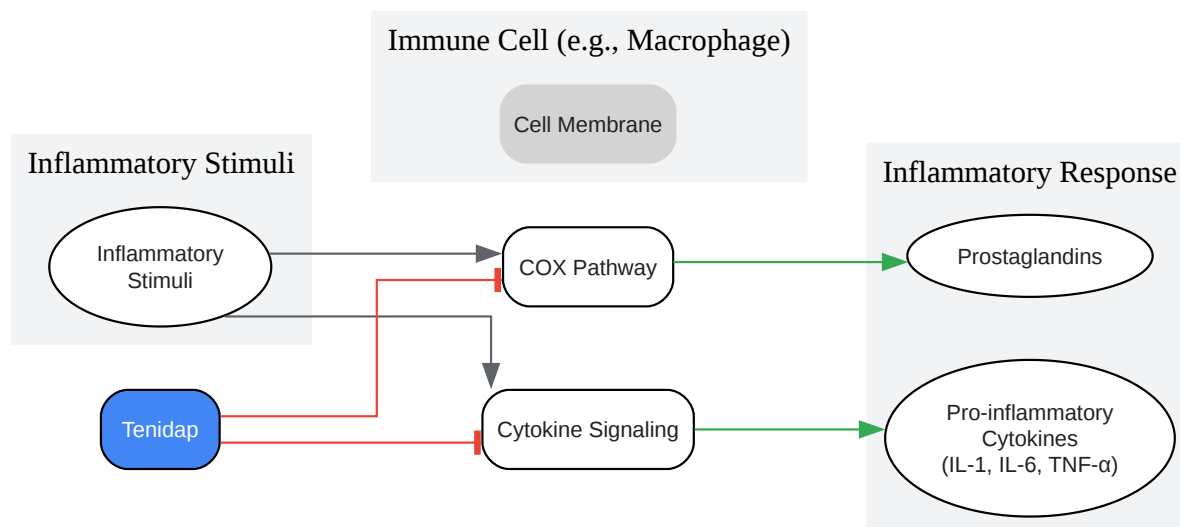 Immune Cell (e.g., Macrophage)
Cell Membrane
Inflammatory Stimuli
Inflammatory
Stimuli
Tenidap
COX Pathway
Cytokine Signaling
Inflammatory Response
Prostaglandins
Pro-inflammatory
Cytokines
(IL-1, IL-6, TNF-α)